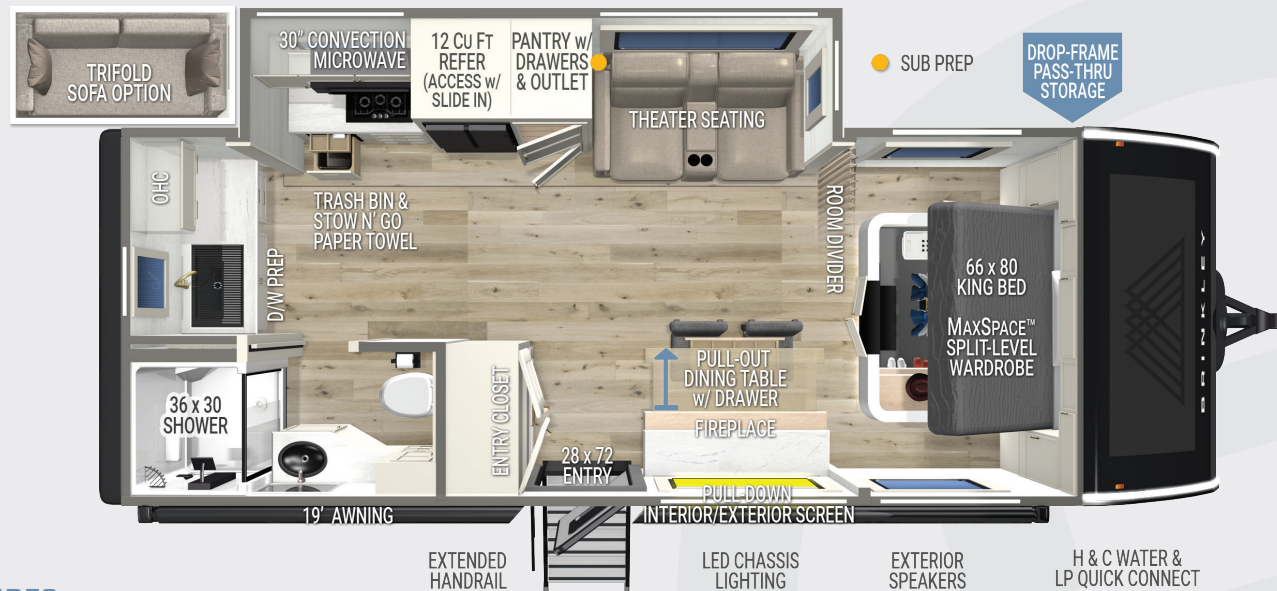 TRIFOLD
SOFA OPTION
30" CONVECTION
MICROWAVE
12 CU FT
REFER
(ACCESS w/
SLIDE IN)
PANTRY w/
DRAWERS
& OUTLET
THEATER SEATING
SUB PREP
DROP-FRAME
PASS-THRU
STORAGE
OHC
TRASH BIN &
STOW N' GO
PAPER TOWEL
D/W PREP
ROOM DIVIDER
66 x 80
KING BED
MAXSPACE™
SPLIT-LEVEL
WARDROBE
BRINKLEY
36 x 30
SHOWER
ENTRY CLOSET
PULL-OUT
DINING TABLE
w/ DRAWER
FIREPLACE
28 x 72
ENTRY
PULL-DOWN
INTERIOR/EXTERIOR SCREEN
19' AWNING
EXTENDED
HANDRAIL
LED CHASSIS
LIGHTING
EXTERIOR
SPEAKERS
H & C WATER &
LP QUICK CONNECT